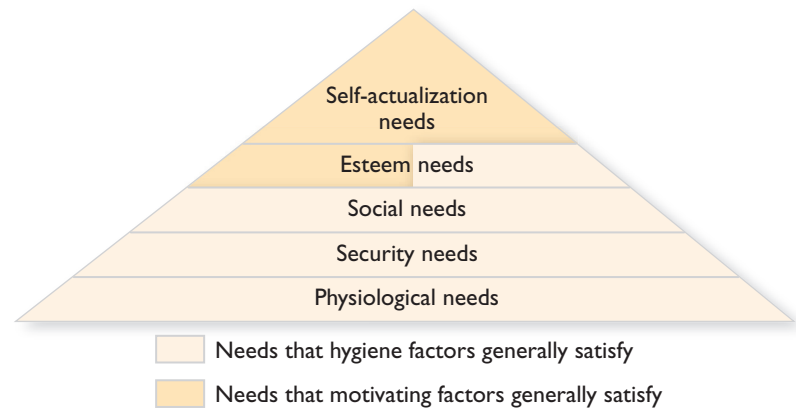 Self-actualization
needs
Esteem needs
Social needs
Security needs
Physiological needs
Needs that hygiene factors generally satisfy
Needs that motivating factors generally satisfy